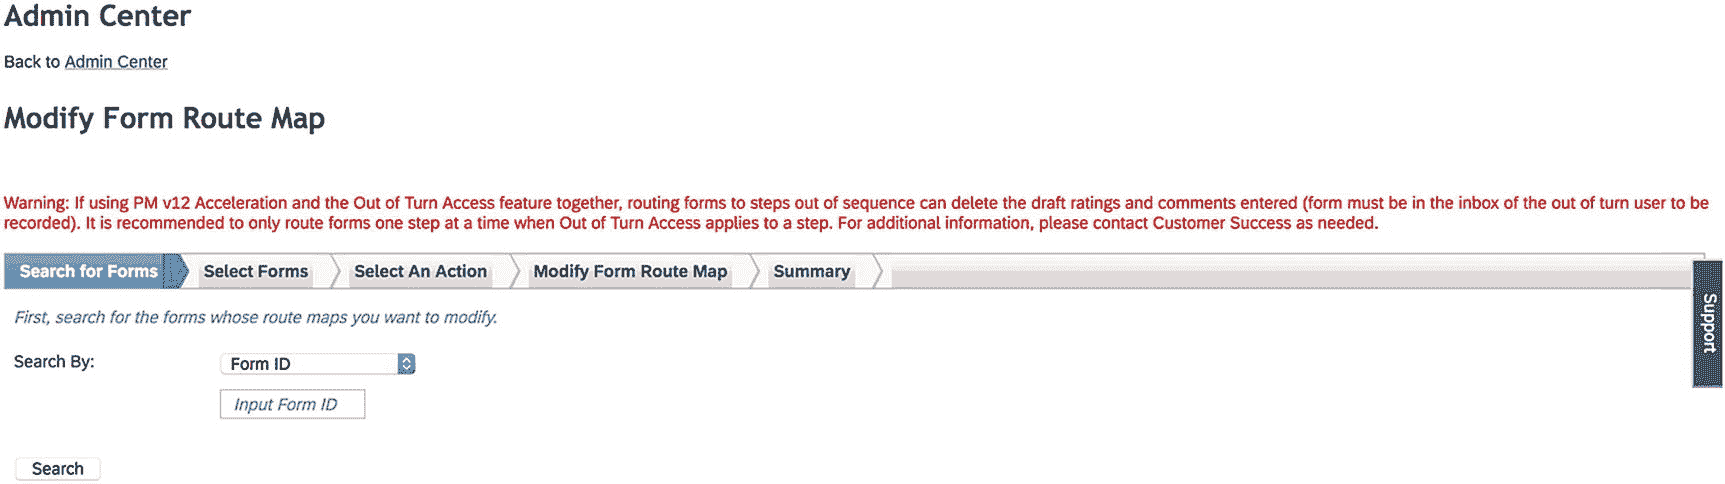 Admin Center
Back to Admin Center
Modify Form Route Map
Warning: If using PM v12 Acceleration and the Out of Turn Access feature together, routing forms to steps out of sequence can delete the draft ratings and comments entered (form must be in the inbox of the out of turn user to be
recorded). It is recommended to only route forms one step at a time when Out of Turn Access applies to a step. For additional information, please contact Customer Success as needed.
Search for Forms Select Forms Select An Action Modify Form Route Map Summary
First, search for the forms whose route maps you want to modify.
Search By: Form ID
Input Form ID
Search
Support